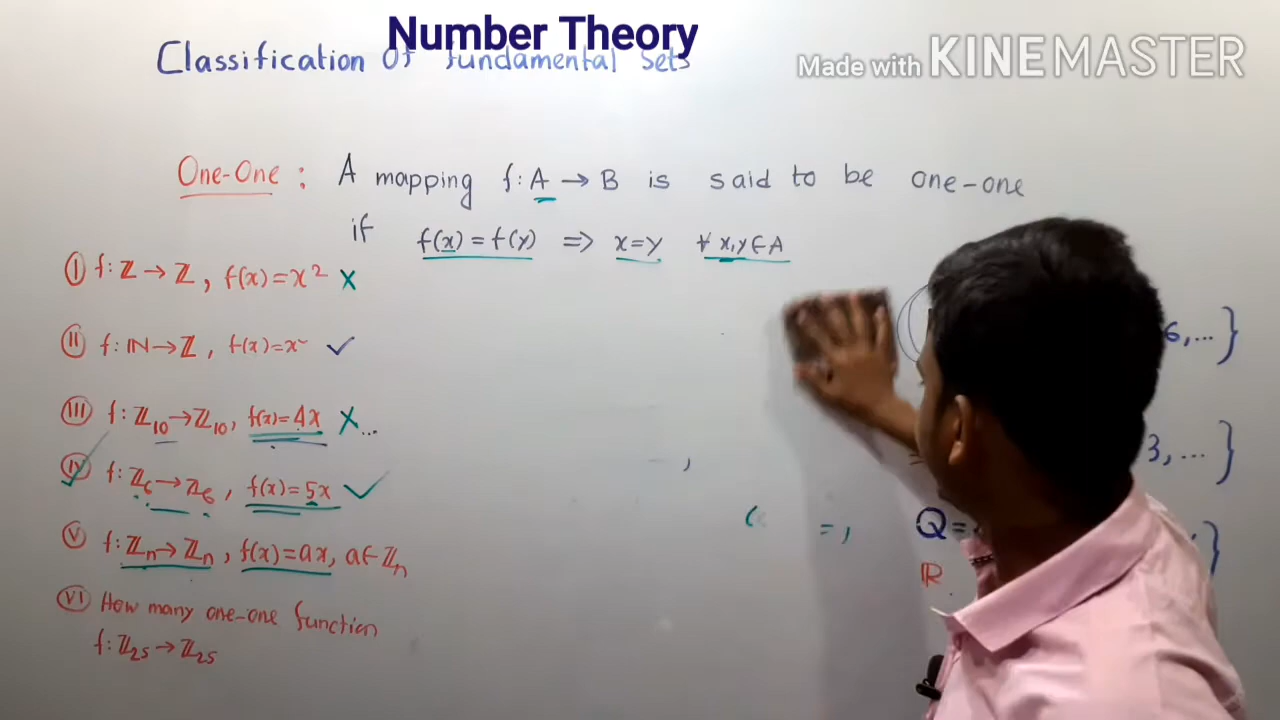 Number Theory
Classification Of fundamental Sets
Made with KINEMASTER
One-One : A mapping f: A → B is said to be one-one
if f(x) = f(y) => x=y ∀ x,y ∈ A
Ⓘ f: ℤ → ℤ, f(x)=x² X
Ⓘⓘ f: ℕ→ℤ, f(x)=x² ✓
III f: ℤ₁₀→ℤ₁₀, f(x)=4x X...
IV f: ℤ₆→ℤ₆, f(x)=5x ✓
V f: ℤₙ→ℤₙ, f(x)=ax, a∈ℤₙ
VI How many one-one function
f: ℤ₂₅→ℤ₂₅
6,... }
3, ... }
Q=
ℝ
}